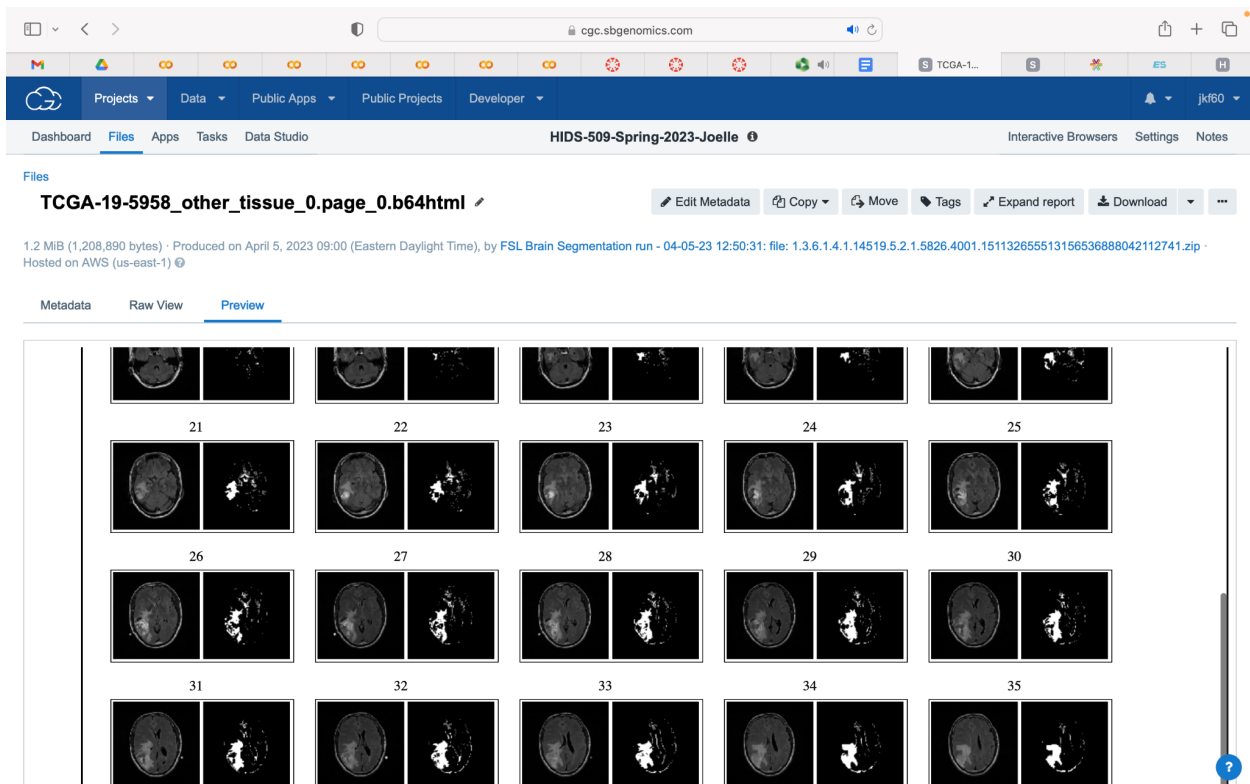 cgc.sbgenomics.com
S TCGA-1... S ES H
Projects Data Public Apps Public Projects Developer jkf60
Dashboard Files Apps Tasks Data Studio HIDS-509-Spring-2023-Joelle Interactive Browsers Settings Notes
Files
TCGA-19-5958_other_tissue_0.page_0.b64html Edit Metadata Copy Move Tags Expand report Download ...
1.2 MiB (1,208,890 bytes) · Produced on April 5, 2023 09:00 (Eastern Daylight Time), by FSL Brain Segmentation run - 04-05-23 12:50:31: file: 1.3.6.1.4.1.14519.5.2.1.5826.4001.151132655513156536888042112741.zip ·
Hosted on AWS (us-east-1) ?
Metadata Raw View Preview
21 22 23 24 25
26 27 28 29 30
31 32 33 34 35
?